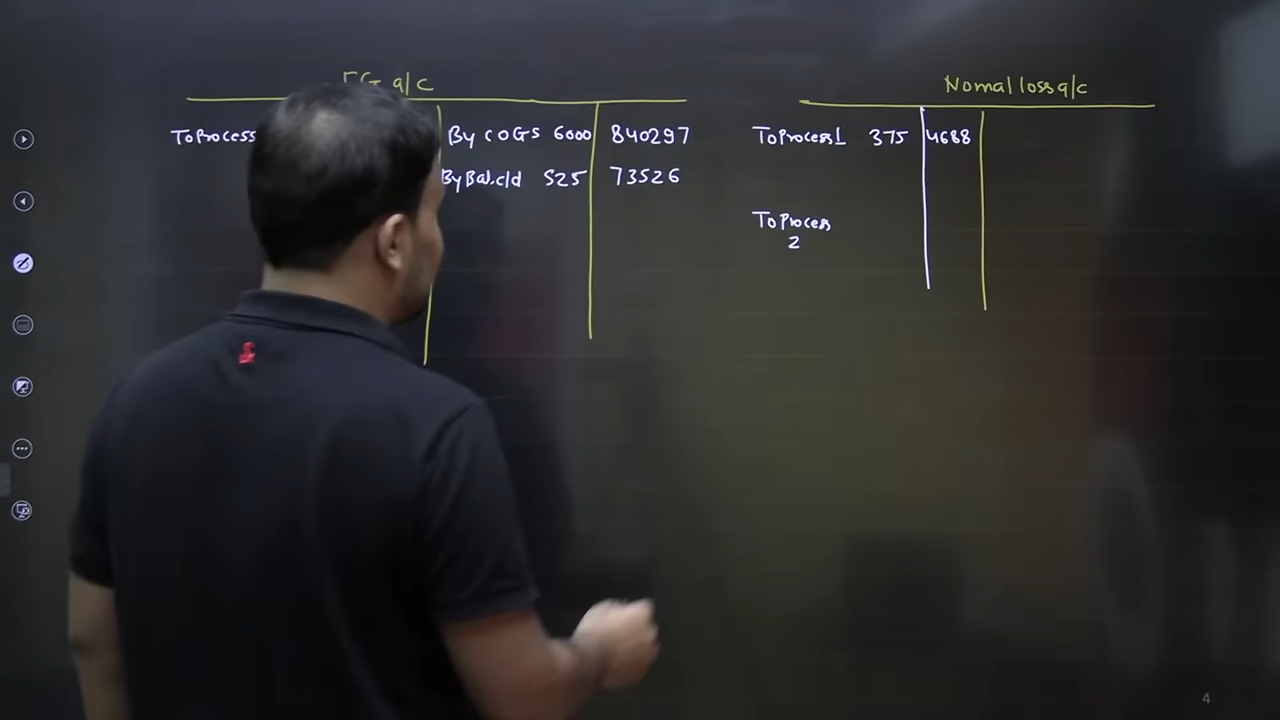 FG a/c
To Process
By COGS 6000 840297
By Bal. c/d 525 73526
Nomal loss a/c
To Process 1 375 4688
To Process
2
4